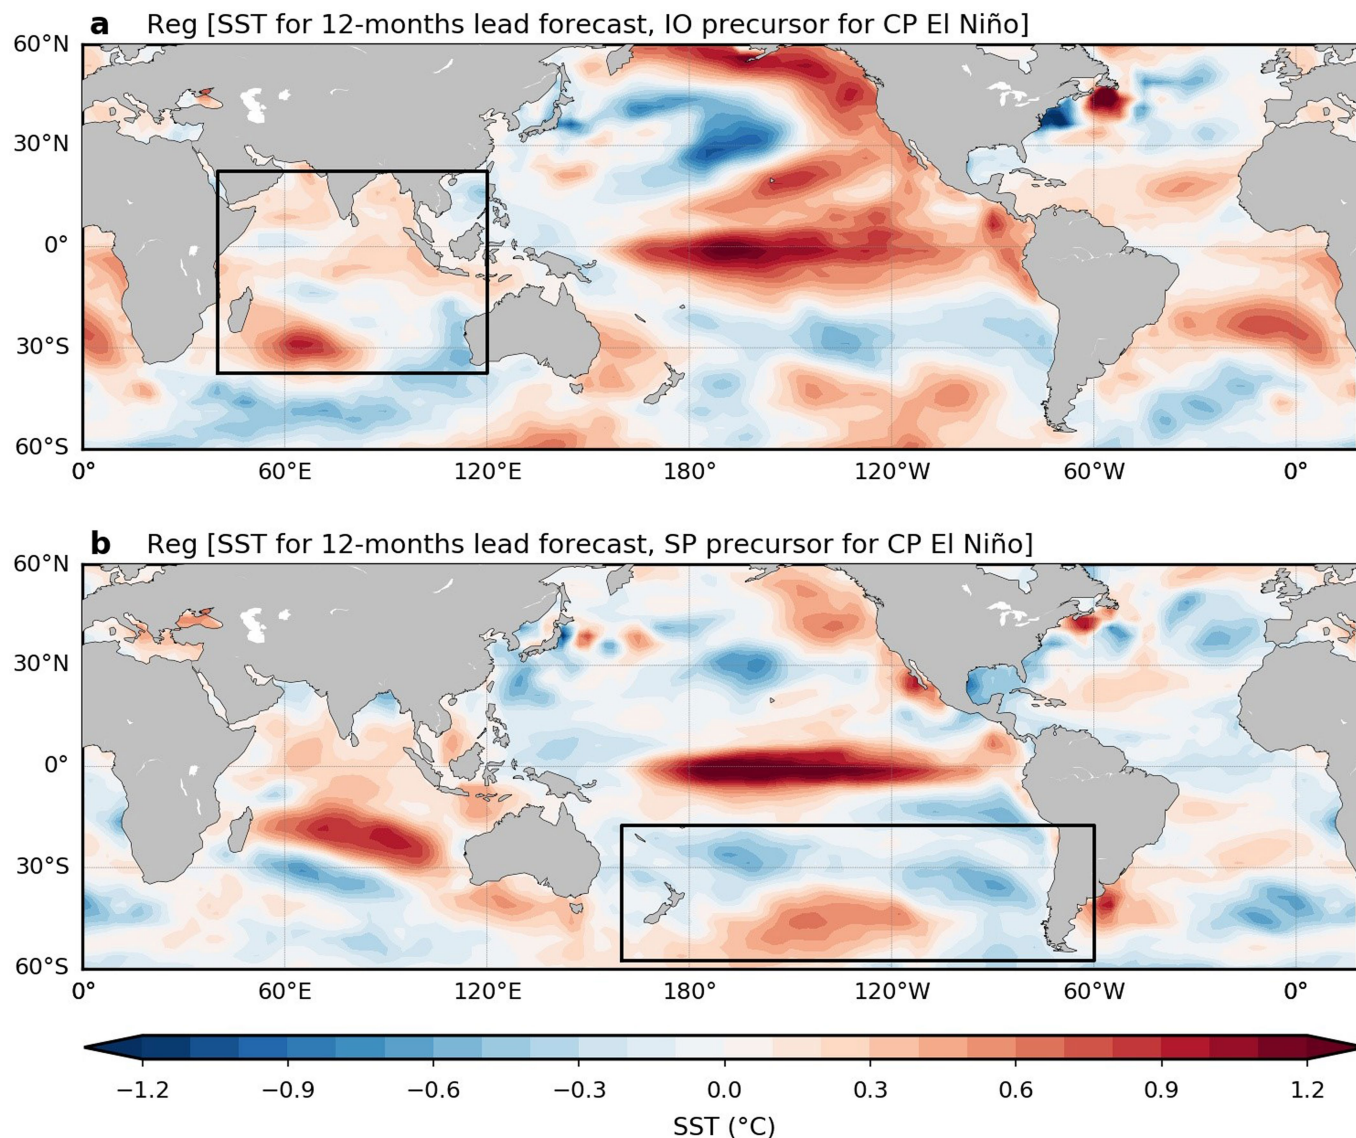 a Reg [SST for 12-months lead forecast, IO precursor for CP El Niño]
60°N
30°N
0°
30°S
60°S
0° 60°E 120°E 180° 120°W 60°W 0°
b Reg [SST for 12-months lead forecast, SP precursor for CP El Niño]
60°N
30°N
0°
30°S
60°S
0° 60°E 120°E 180° 120°W 60°W 0°
−1.2 −0.9 −0.6 −0.3 0.0 0.3 0.6 0.9 1.2
SST (°C)